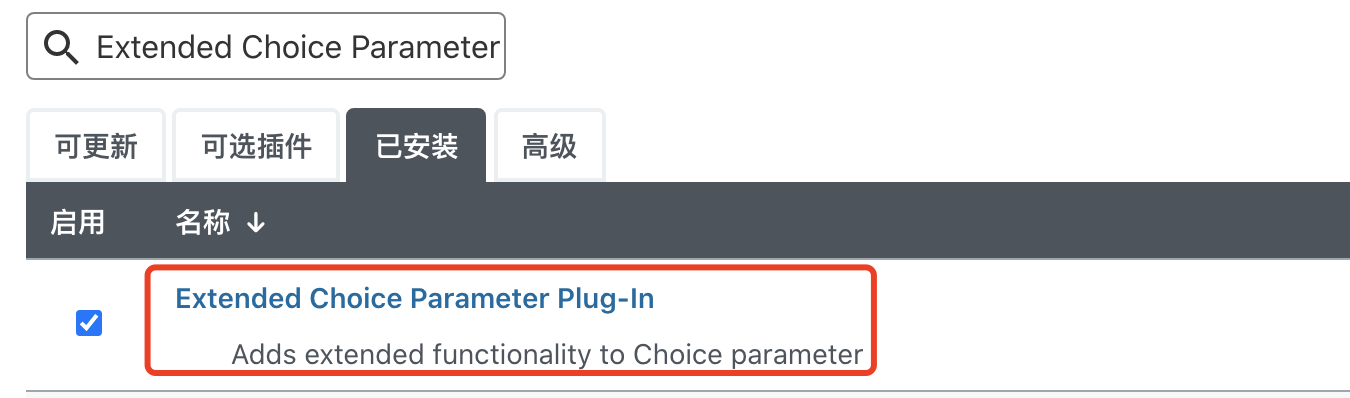 Extended Choice Parameter
可更新 可选插件 已安装 高级
启用 名称 ↓
Extended Choice Parameter Plug-In
Adds extended functionality to Choice parameter